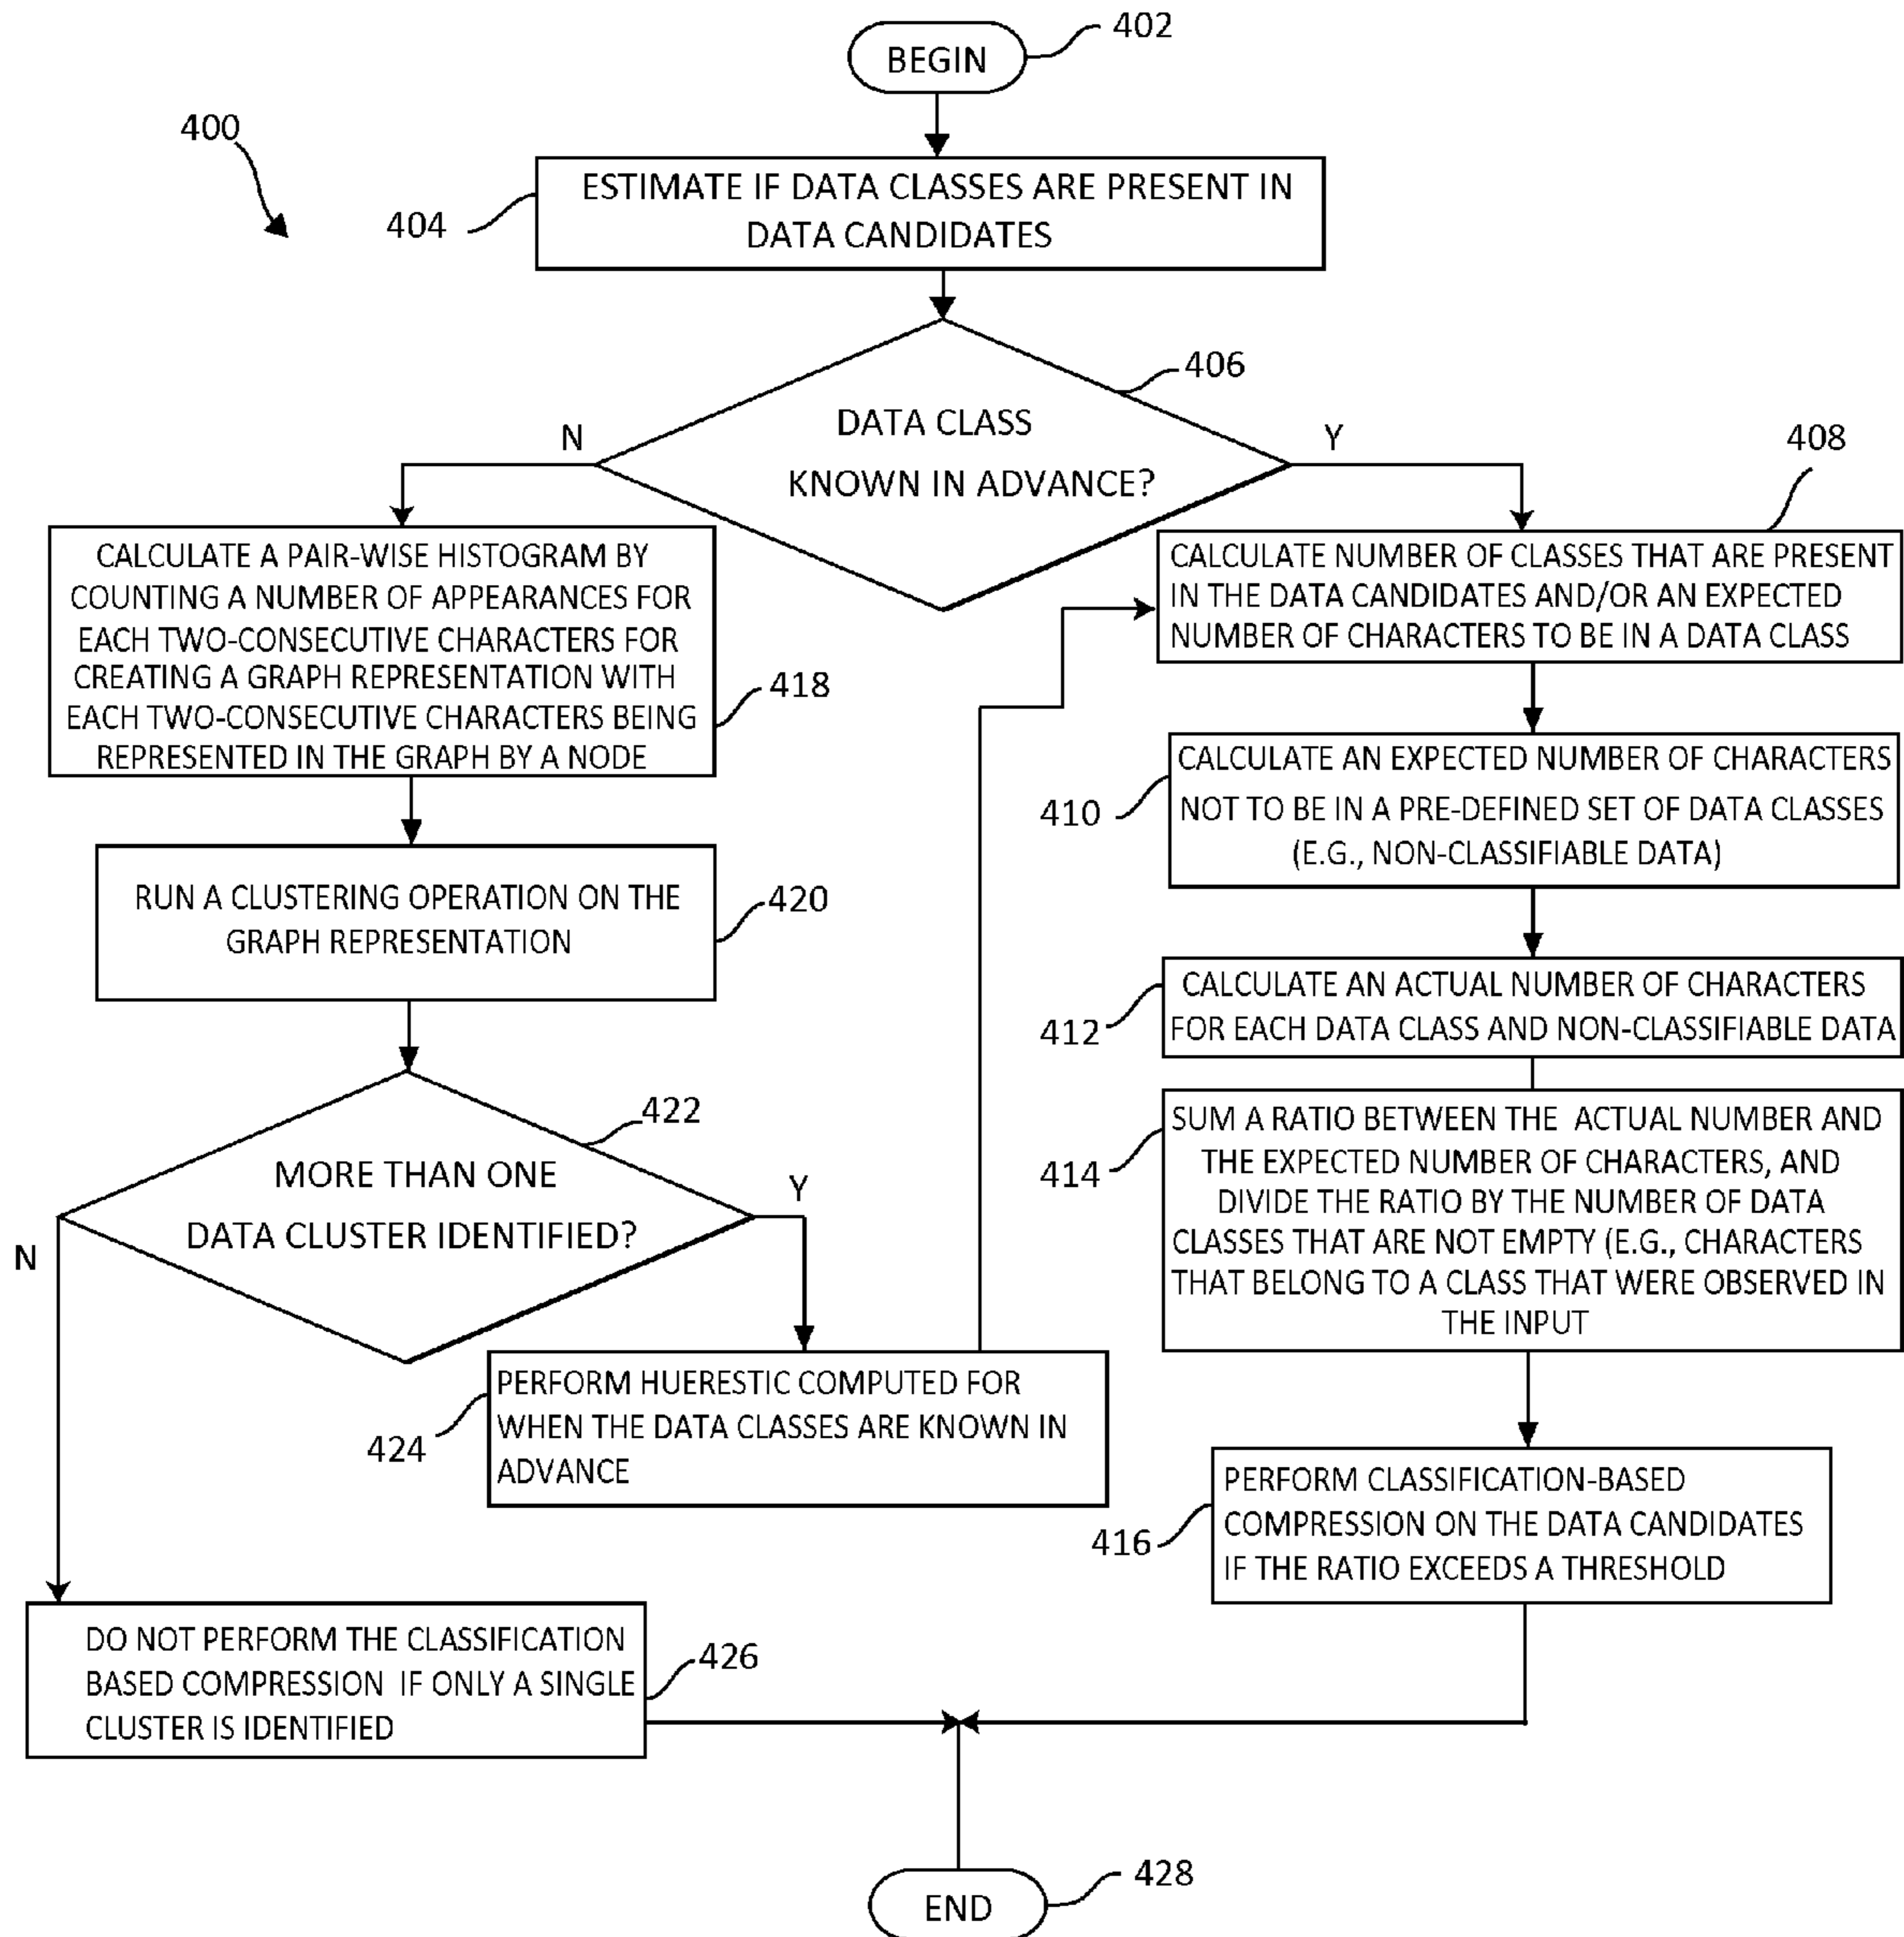 BEGIN
402
400
ESTIMATE IF DATA CLASSES ARE PRESENT IN
DATA CANDIDATES
404
406
DATA CLASS
KNOWN IN ADVANCE?
N
Y
408
CALCULATE A PAIR-WISE HISTOGRAM BY
COUNTING A NUMBER OF APPEARANCES FOR
EACH TWO-CONSECUTIVE CHARACTERS FOR
CREATING A GRAPH REPRESENTATION WITH
EACH TWO-CONSECUTIVE CHARACTERS BEING
REPRESENTED IN THE GRAPH BY A NODE
418
CALCULATE NUMBER OF CLASSES THAT ARE PRESENT
IN THE DATA CANDIDATES AND/OR AN EXPECTED
NUMBER OF CHARACTERS TO BE IN A DATA CLASS
CALCULATE AN EXPECTED NUMBER OF CHARACTERS
NOT TO BE IN A PRE-DEFINED SET OF DATA CLASSES
(E.G., NON-CLASSIFIABLE DATA)
410
RUN A CLUSTERING OPERATION ON THE
GRAPH REPRESENTATION
420
CALCULATE AN ACTUAL NUMBER OF CHARACTERS
FOR EACH DATA CLASS AND NON-CLASSIFIABLE DATA
412
422
MORE THAN ONE
DATA CLUSTER IDENTIFIED?
Y
N
SUM A RATIO BETWEEN THE ACTUAL NUMBER AND
THE EXPECTED NUMBER OF CHARACTERS, AND
DIVIDE THE RATIO BY THE NUMBER OF DATA
CLASSES THAT ARE NOT EMPTY (E.G., CHARACTERS
THAT BELONG TO A CLASS THAT WERE OBSERVED IN
THE INPUT
414
PERFORM HUERESTIC COMPUTED FOR
WHEN THE DATA CLASSES ARE KNOWN IN
ADVANCE
424
PERFORM CLASSIFICATION-BASED
COMPRESSION ON THE DATA CANDIDATES
IF THE RATIO EXCEEDS A THRESHOLD
416
DO NOT PERFORM THE CLASSIFICATION
BASED COMPRESSION IF ONLY A SINGLE
CLUSTER IS IDENTIFIED
426
END
428